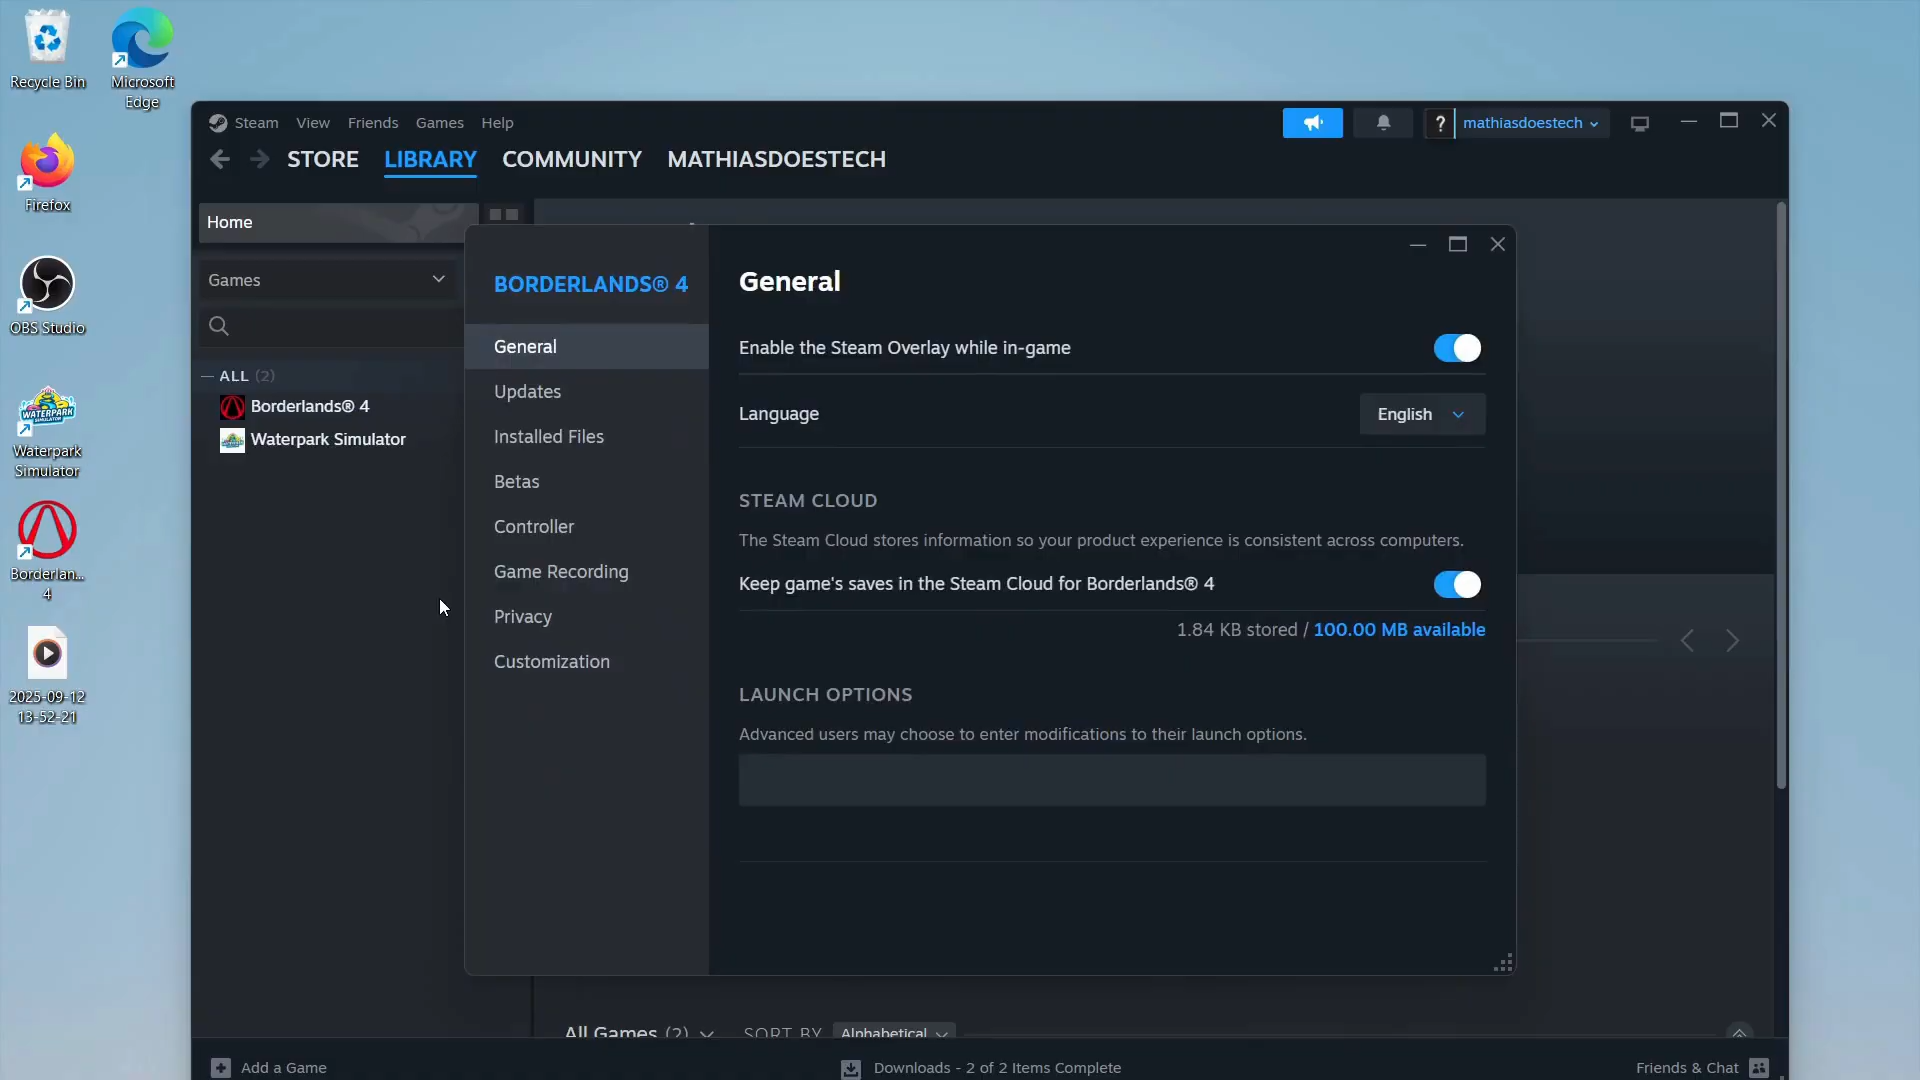 Recycle Bin
Microsoft
Edge
Firefox
OBS Studio
Waterpark
Simulator
Borderlan...
4
2025-09-12
13-52-21
Steam View Friends Games Help
? mathiasdoestech
STORE LIBRARY COMMUNITY MATHIASDOESTECH
Home
Games
— ALL (2)
Borderlands® 4
Waterpark Simulator
BORDERLANDS® 4
General
Updates
Installed Files
Betas
Controller
Game Recording
Privacy
Customization
General
Enable the Steam Overlay while in-game
Language English
STEAM CLOUD
The Steam Cloud stores information so your product experience is consistent across computers.
Keep game's saves in the Steam Cloud for Borderlands® 4
1.84 KB stored / 100.00 MB available
LAUNCH OPTIONS
Advanced users may choose to enter modifications to their launch options.
All Games (2) SORT BY Alphabetical
Add a Game
Downloads - 2 of 2 Items Complete
Friends & Chat